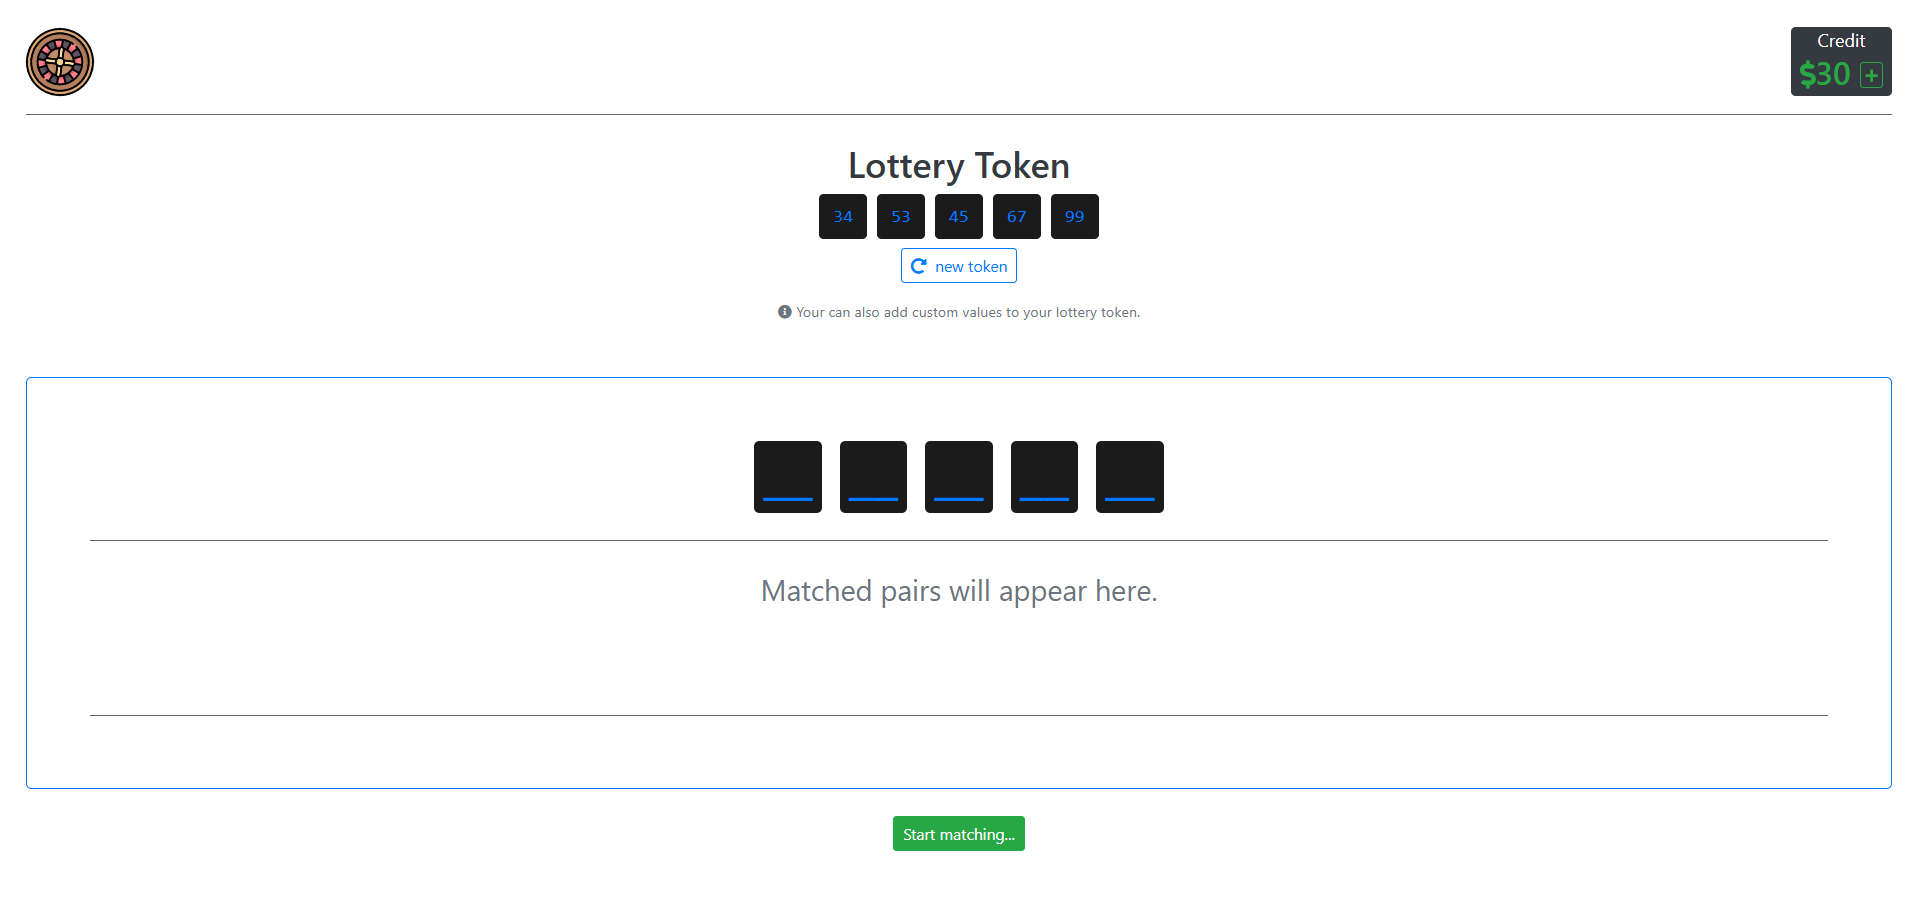 Credit
$30
Lottery Token
34 53 45 67 99
new token
Your can also add custom values to your lottery token.
Matched pairs will appear here.
Start matching...